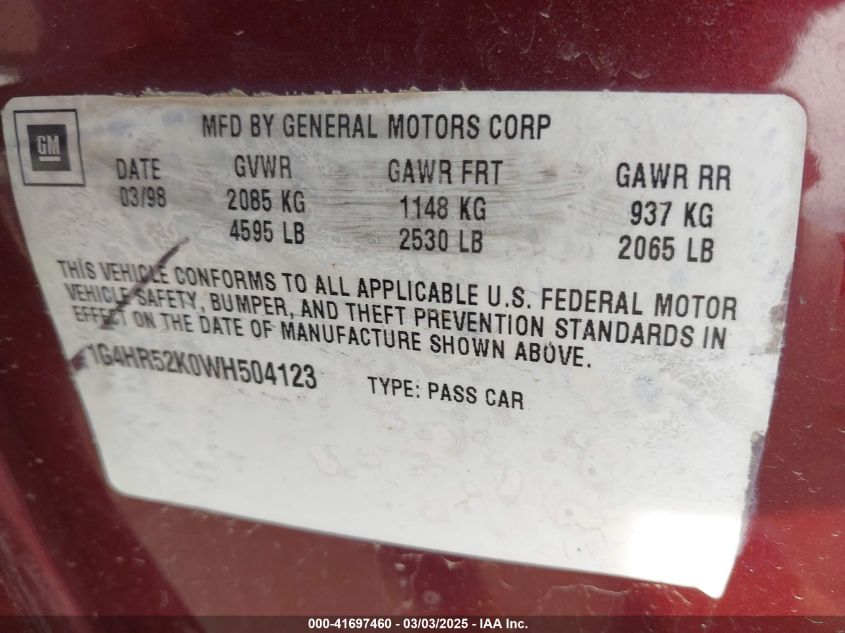 GM
MFD BY GENERAL MOTORS CORP
DATE GVWR GAWR FRT GAWR RR
03/98 2085 KG 1148 KG 937 KG
4595 LB 2530 LB 2065 LB
THIS VEHICLE CONFORMS TO ALL APPLICABLE U.S. FEDERAL MOTOR
VEHICLE SAFETY, BUMPER, AND THEFT PREVENTION STANDARDS IN
EFFECT ON THE DATE OF MANUFACTURE SHOWN ABOVE.
1G4HR52K0WH504123 TYPE: PASS CAR
000-41697460 - 03/03/2025 - IAA Inc.